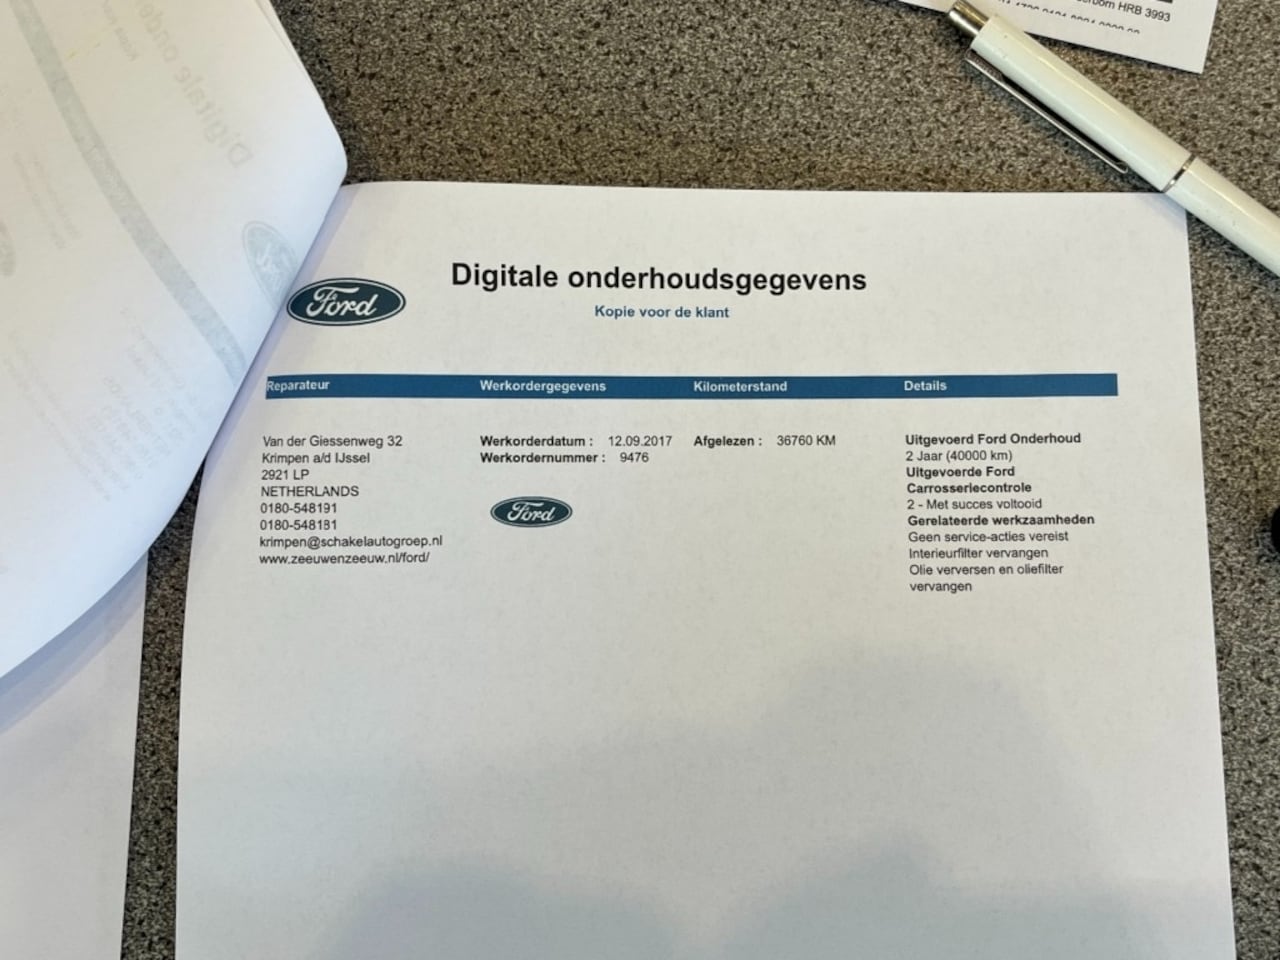 HRB 3993
Digitale onderhoudsgegevens
Kopie voor de klant
Ford
Reparateur Werkordergegevens Kilometerstand Details
Van der Giessenweg 32
Krimpen a/d IJssel
2921 LP
NETHERLANDS
0180-548191
0180-548181
krimpen@schakelautogroep.nl
www.zeeuwenzeeuw.nl/ford/
Werkorderdatum : 12.09.2017
Werkordernummer : 9476
Ford
Afgelezen : 36760 KM
Uitgevoerd Ford Onderhoud
2 Jaar (40000 km)
Uitgevoerde Ford
Carrosseriecontrole
2 - Met succes voltooid
Gerelateerde werkzaamheden
Geen service-acties vereist
Interieurfilter vervangen
Olie verversen en oliefilter
vervangen